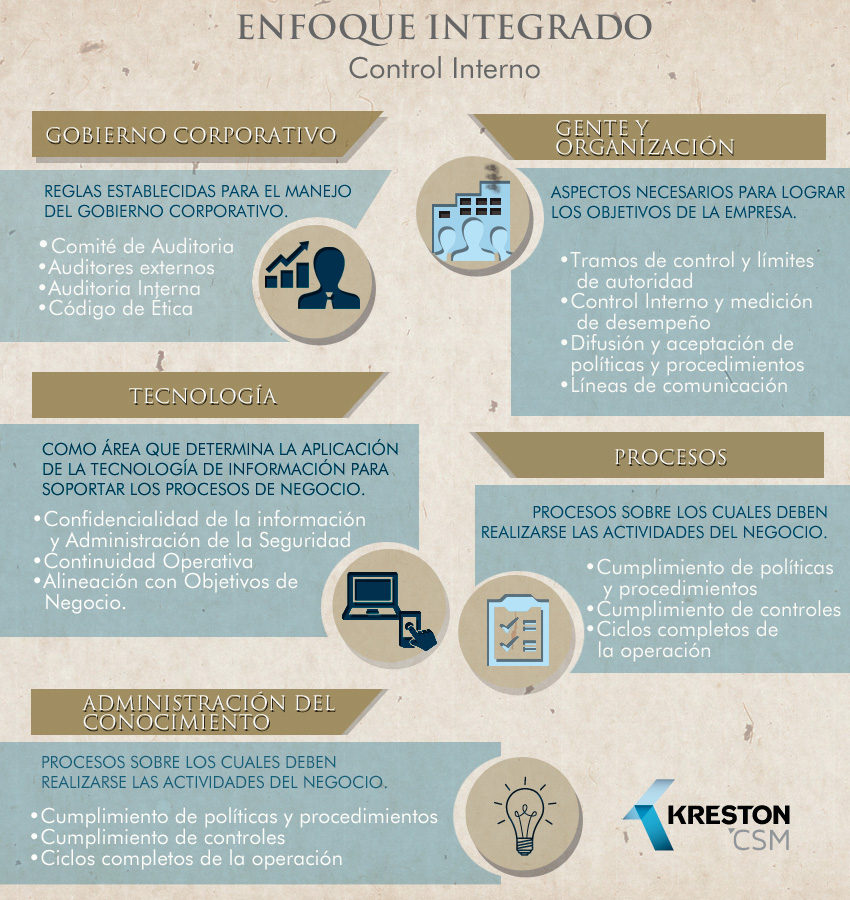 ENFOQUE INTEGRADO
Control Interno
GOBIERNO CORPORATIVO
REGLAS ESTABLECIDAS PARA EL MANEJO
DEL GOBIERNO CORPORATIVO.
•Comité de Auditoria
•Auditores externos
•Auditoria Interna
•Código de Ética
GENTE Y
ORGANIZACIÓN
ASPECTOS NECESARIOS PARA LOGRAR
LOS OBJETIVOS DE LA EMPRESA.
•Tramos de control y límites
de autoridad
•Control Interno y medición
de desempeño
•Difusión y aceptación de
políticas y procedimientos
•Líneas de comunicación
TECNOLOGÍA
COMO ÁREA QUE DETERMINA LA APLICACIÓN
DE LA TECNOLOGÍA DE INFORMACIÓN PARA
SOPORTAR LOS PROCESOS DE NEGOCIO.
•Confidencialidad de la información
y Administración de la Seguridad
•Continuidad Operativa
•Alineación con Objetivos de
Negocio.
PROCESOS
PROCESOS SOBRE LOS CUALES DEBEN
REALIZARSE LAS ACTIVIDADES DEL NEGOCIO.
•Cumplimiento de políticas
y procedimientos
•Cumplimiento de controles
•Ciclos completos de
la operación
ADMINISTRACIÓN DEL
CONOCIMIENTO
PROCESOS SOBRE LOS CUALES DEBEN
REALIZARSE LAS ACTIVIDADES DEL NEGOCIO.
•Cumplimiento de políticas y procedimientos
•Cumplimiento de controles
•Ciclos completos de la operación
KRESTON
CSM